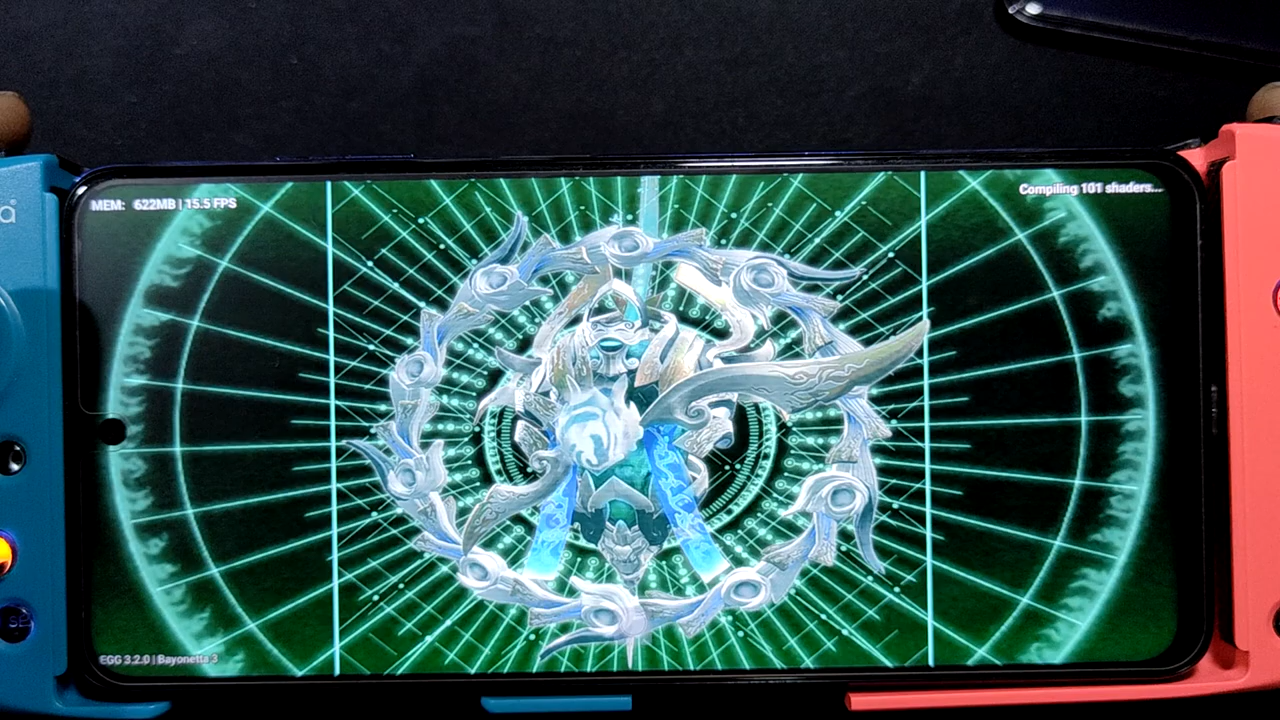 MEM: 622MB | 15.5 FPS
Compiling 101 shaders...
EGG 3.2.0 | Bayonetta 3